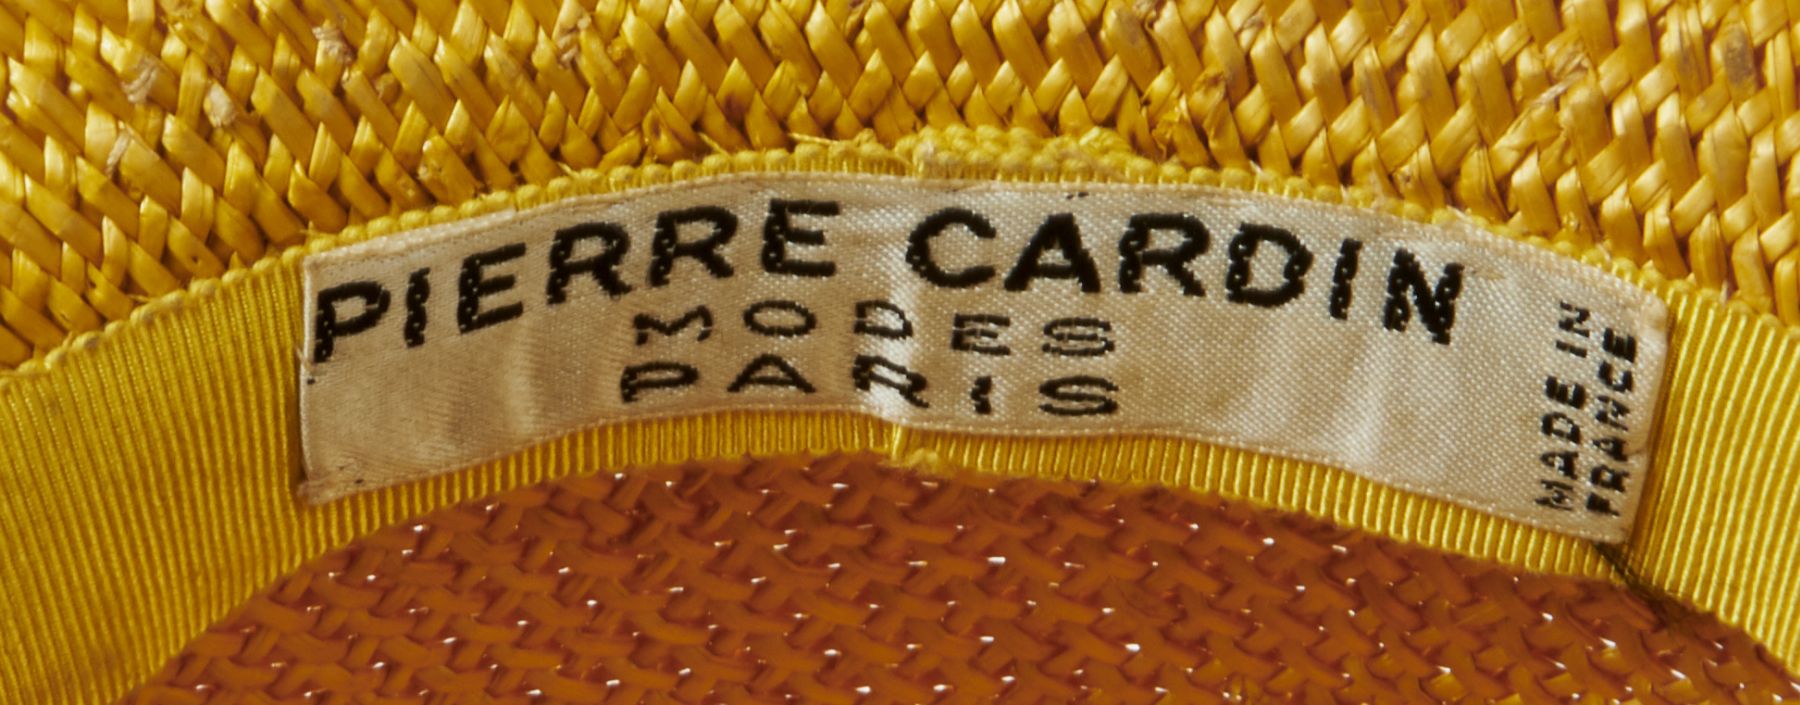 PIERRE CARDIN
MODES
PARIS
MADE IN
FRANCE